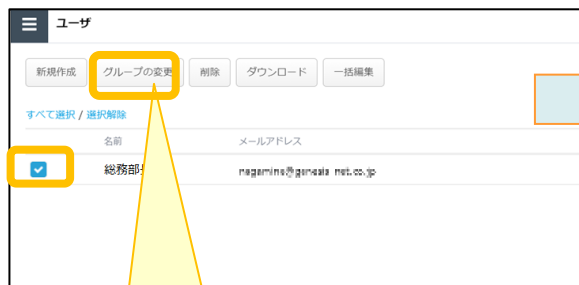 ユーザ
新規作成 グループの変更 削除 ダウンロード 一括編集
すべて選択 / 選択解除
名前 メールアドレス
総務部